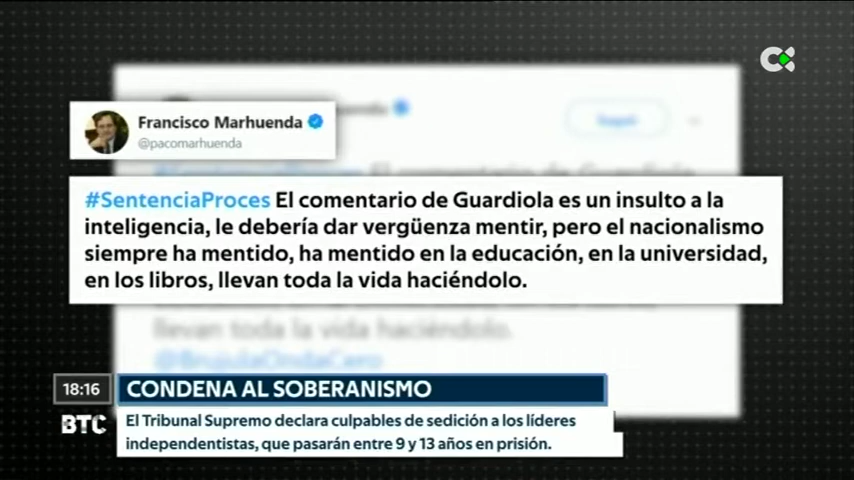 Francisco Marhuenda
@pacomarhuenda
#SentenciaProces El comentario de Guardiola es un insulto a la
inteligencia, le debería dar vergüenza mentir, pero el nacionalismo
siempre ha mentido, ha mentido en la educación, en la universidad,
en los libros, llevan toda la vida haciéndolo.
llevan toda la vida haciéndolo.
@BrujulaOndaCero
18:16
CONDENA AL SOBERANISMO
BTC
El Tribunal Supremo declara culpables de sedición a los líderes
independentistas, que pasarán entre 9 y 13 años en prisión.